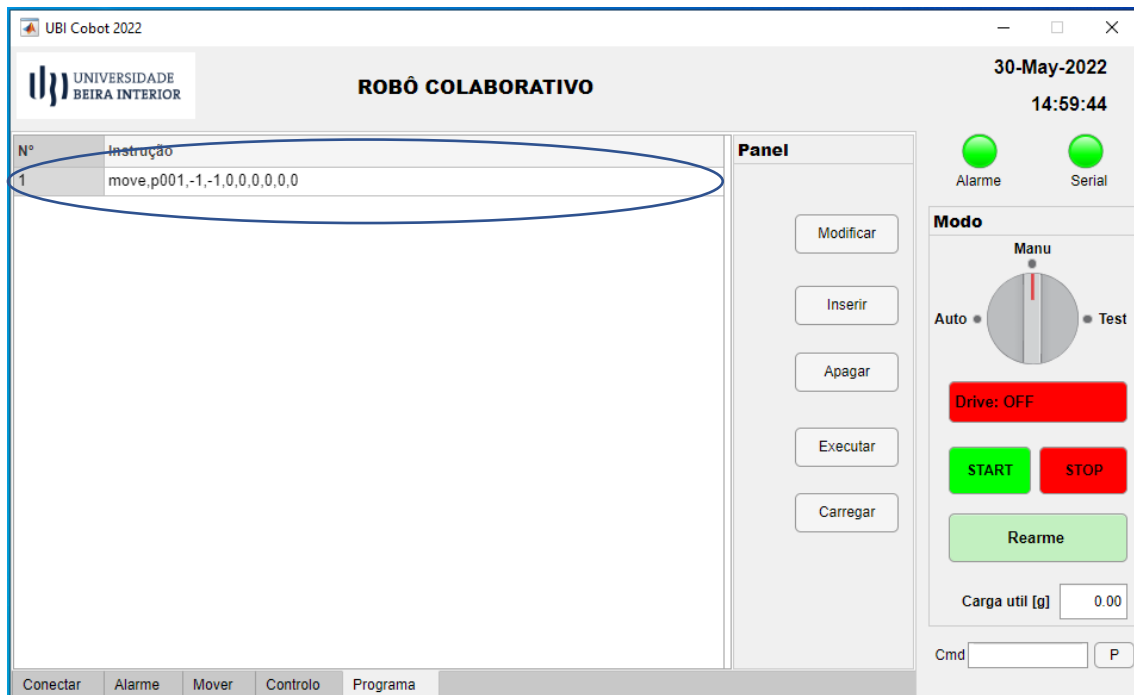 UBI Cobot 2022
UNIVERSIDADE
BEIRA INTERIOR
ROBÔ COLABORATIVO
30-May-2022
14:59:44
N° Instrução
1 move,p001,-1,-1,0,0,0,0,0,0
Panel
Modificar
Inserir
Apagar
Executar
Carregar
Alarme Serial
Modo
Manu
Auto Test
Drive: OFF
START STOP
Rearme
Carga util [g] 0.00
Cmd P
Conectar Alarme Mover Controlo Programa